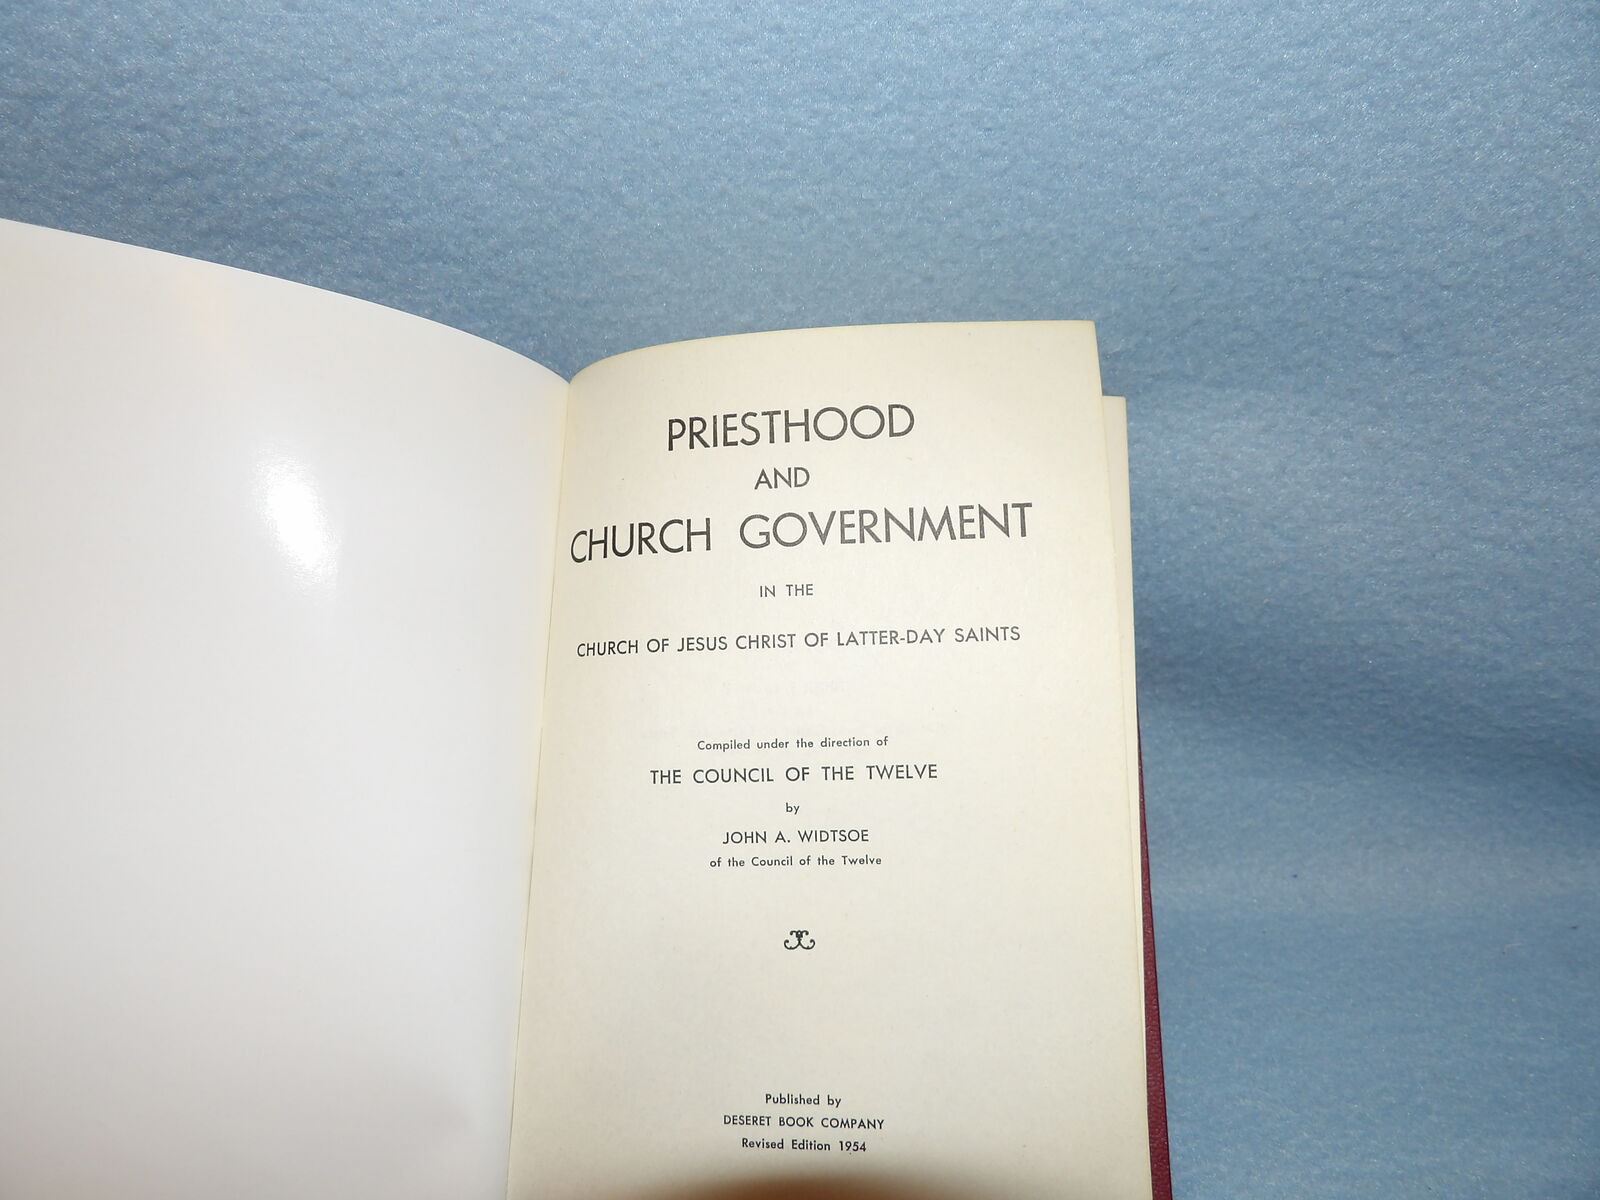 PRIESTHOOD
AND
CHURCH GOVERNMENT
IN THE
CHURCH OF JESUS CHRIST OF LATTER-DAY SAINTS
Compiled under the direction of
THE COUNCIL OF THE TWELVE
by
JOHN A. WIDTSOE
of the Council of the Twelve
Published by
DESERET BOOK COMPANY
Revised Edition 1954